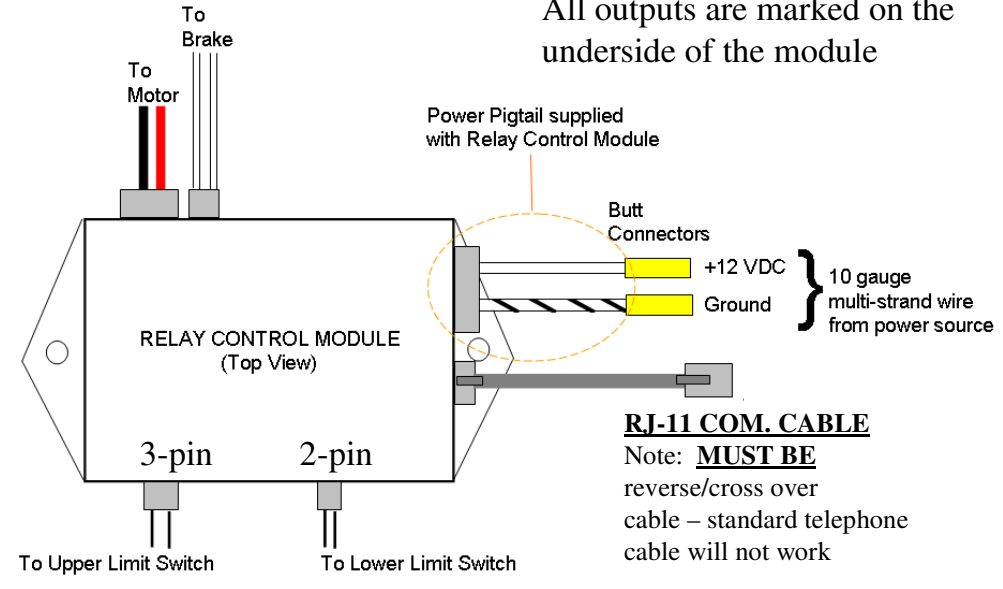 All outputs are marked on the
underside of the module
To
Brake
To
Motor
Power Pigtail supplied
with Relay Control Module
Butt
Connectors
+12 VDC
Ground
10 gauge
multi-strand wire
from power source
RELAY CONTROL MODULE
(Top View)
3-pin
2-pin
To Upper Limit Switch
To Lower Limit Switch
RJ-11 COM. CABLE
Note: MUST BE
reverse/cross over
cable – standard telephone
cable will not work